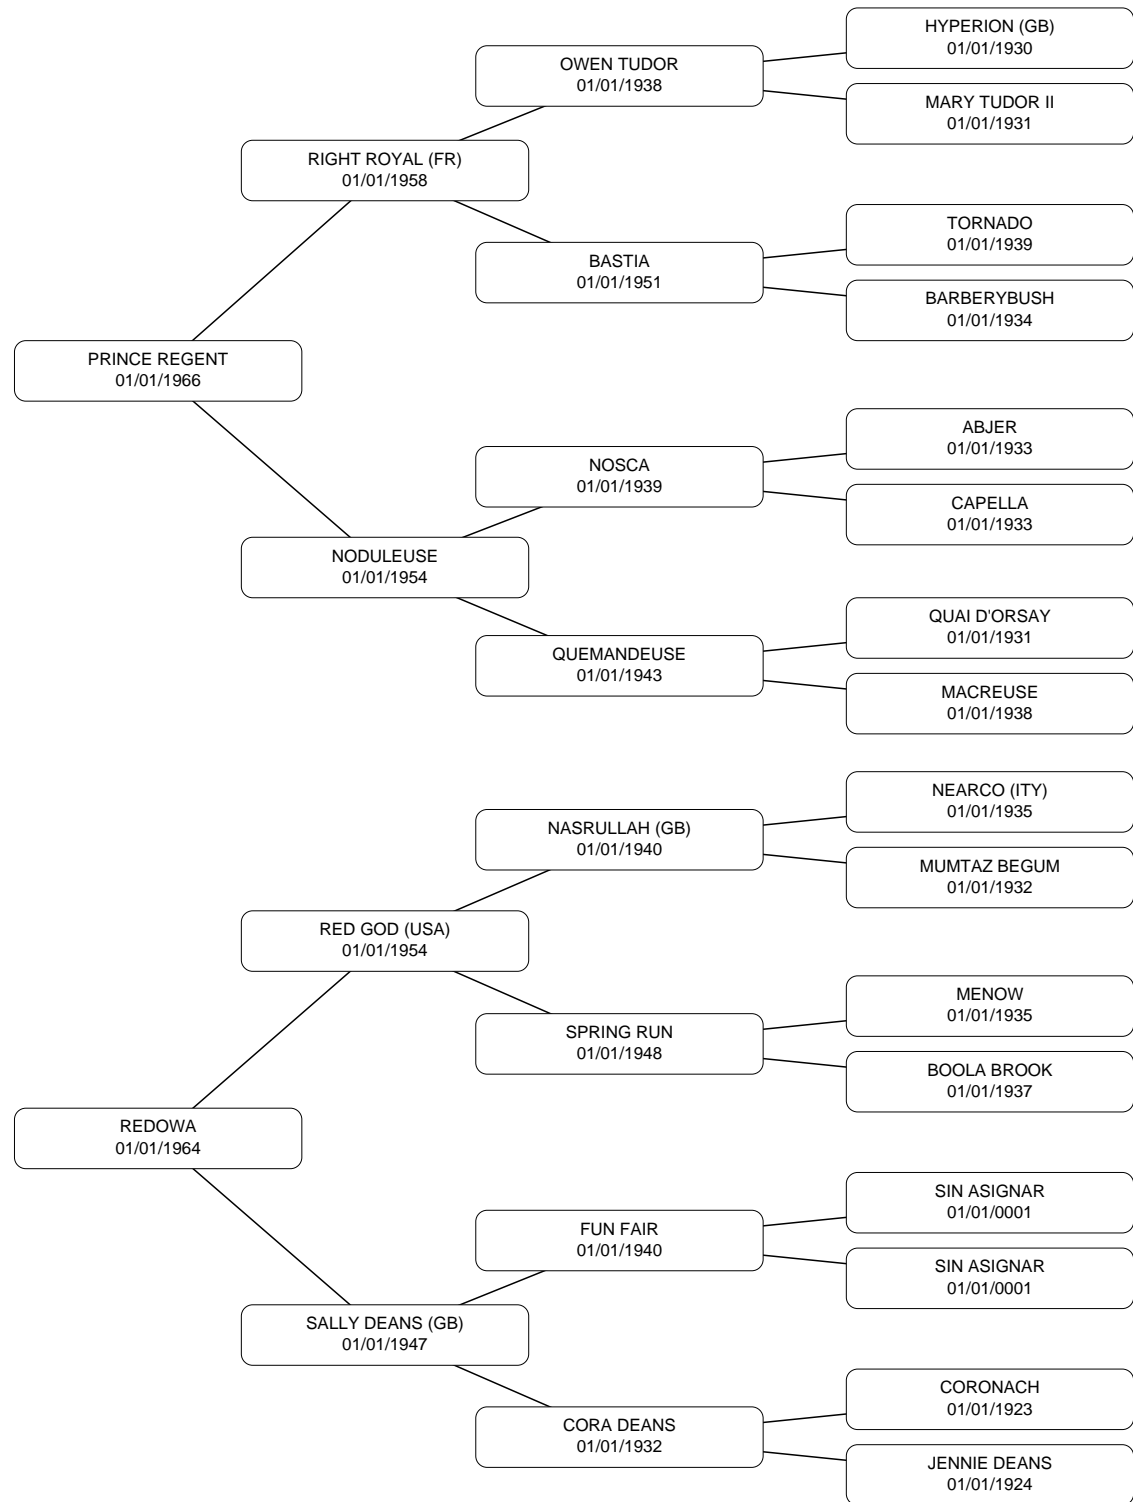 HYPERION (GB)
01/01/1930
OWEN TUDOR
01/01/1938
MARY TUDOR II
01/01/1931
RIGHT ROYAL (FR)
01/01/1958
TORNADO
01/01/1939
BASTIA
01/01/1951
BARBERYBUSH
01/01/1934
PRINCE REGENT
01/01/1966
ABJER
01/01/1933
NOSCA
01/01/1939
CAPELLA
01/01/1933
NODULEUSE
01/01/1954
QUAI D'ORSAY
01/01/1931
QUEMANDEUSE
01/01/1943
MACREUSE
01/01/1938
NEARCO (ITY)
01/01/1935
NASRULLAH (GB)
01/01/1940
MUMTAZ BEGUM
01/01/1932
RED GOD (USA)
01/01/1954
MENOW
01/01/1935
SPRING RUN
01/01/1948
BOOLA BROOK
01/01/1937
REDOWA
01/01/1964
SIN ASIGNAR
01/01/0001
FUN FAIR
01/01/1940
SIN ASIGNAR
01/01/0001
SALLY DEANS (GB)
01/01/1947
CORONACH
01/01/1923
CORA DEANS
01/01/1932
JENNIE DEANS
01/01/1924